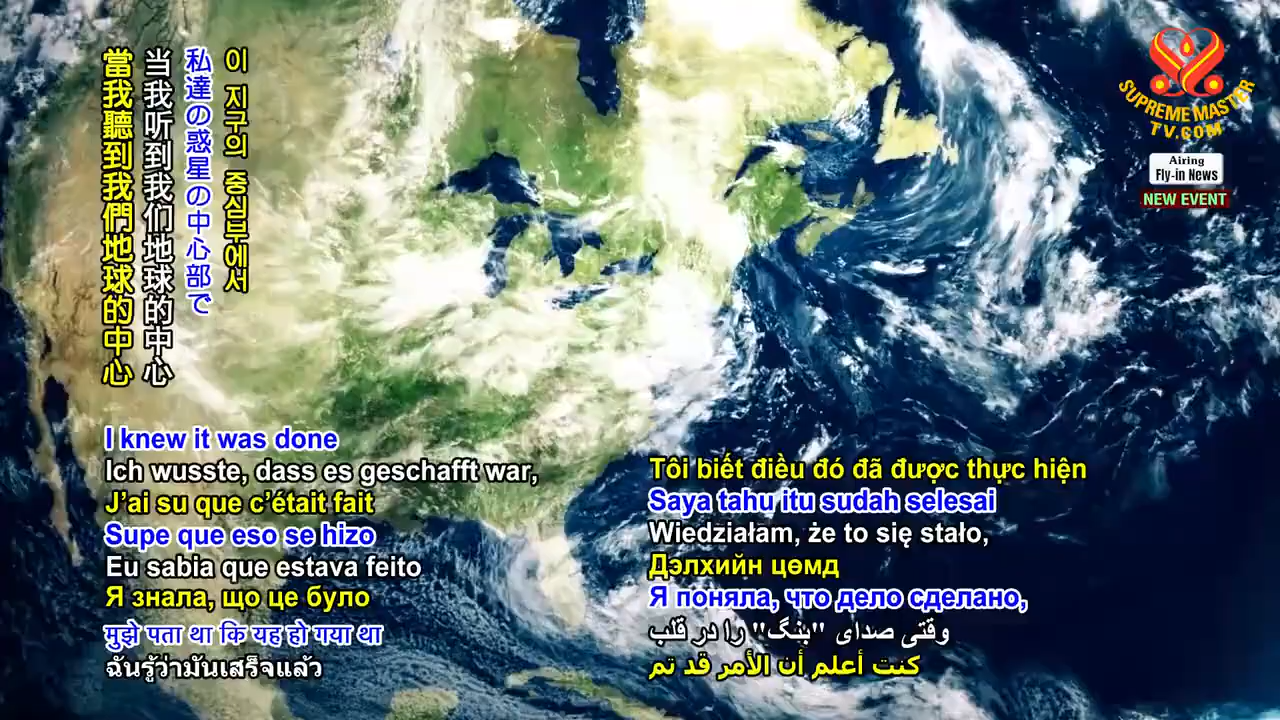 이 지구의 중심부에서
私達の惑星の中心部で
当我听到我们地球的中心
當我聽到我們地球的中心
SUPREME MASTER
TV.COM
Airing
Fly-in News
NEW EVENT
I knew it was done
Ich wusste, dass es geschafft war,
J'ai su que c'était fait
Supe que eso se hizo
Eu sabia que estava feito
Я знала, що це було
मुझे पता था कि यह हो गया था
ฉันรู้ว่ามันเสร็จแล้ว
Tôi biết điều đó đã được thực hiện
Saya tahu itu sudah selesai
Wiedziałam, że to się stało,
Дэлхийн цөмд
Я поняла, что дело сделано,
وقتی صدای "بنگ" را در قلب
كنت أعلم أن الأمر قد تم